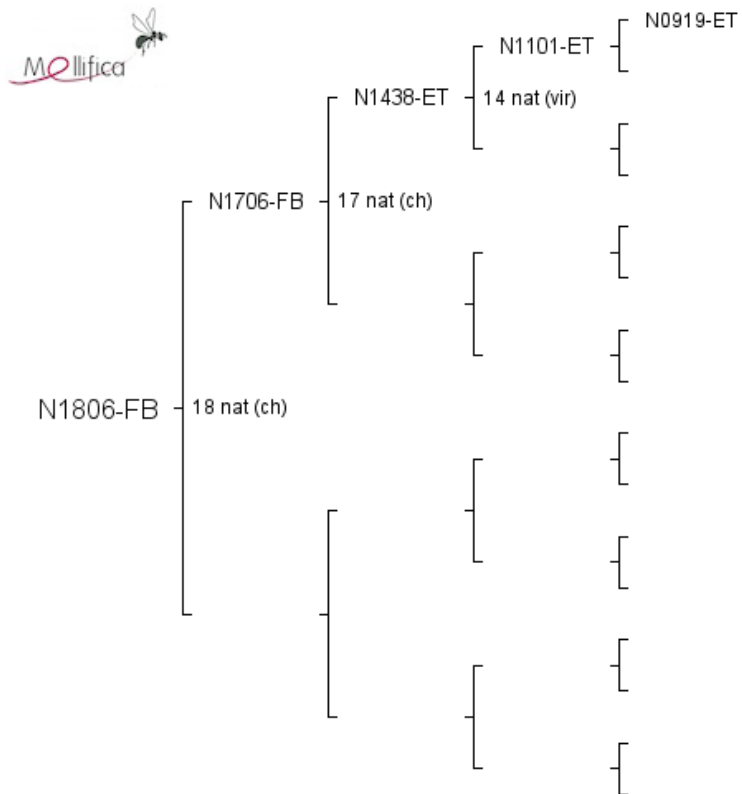 Mellifica
N0919-ET
N1101-ET
N1438-ET
14 nat (vir)
N1706-FB
17 nat (ch)
N1806-FB
18 nat (ch)